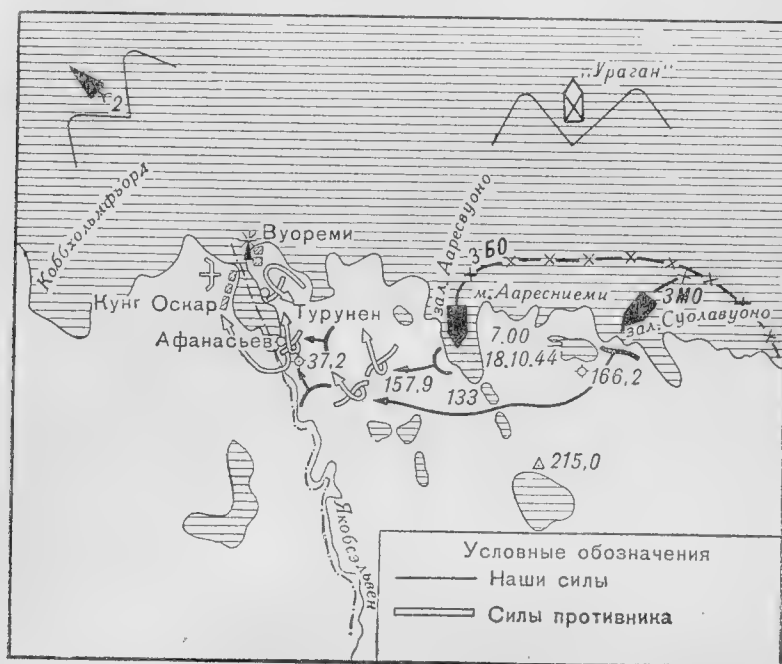 „Ураган"
2
Коббхольмфьорд
зал. Ааресвуоно
Вуореми
3 БО
Кунг Оскар
Турунен
м. Ааресниеми
3 МО
зал. Суолавуоно
Афанасьев
37,2
7.00
18.10.44
157,9
133
166,2
215,0
Якобсэльвен
Условные обозначения
Наши силы
Силы противника